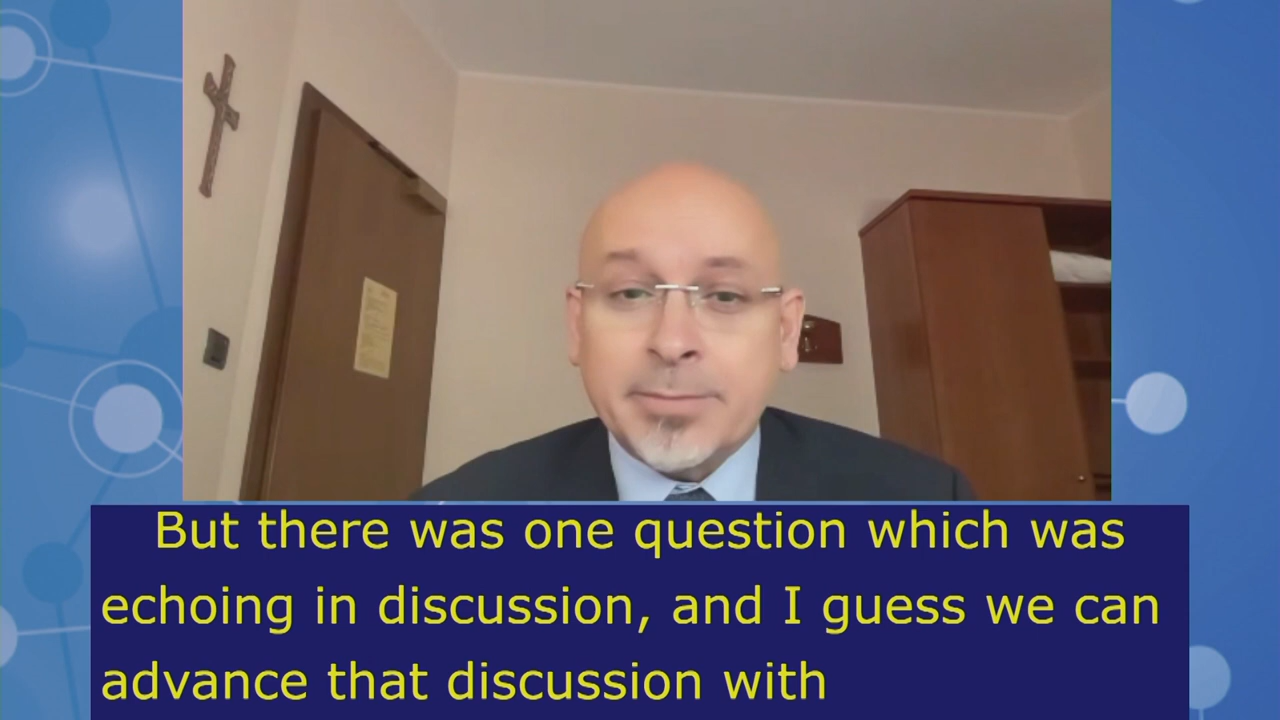 But there was one question which was
echoing in discussion, and I guess we can
advance that discussion with